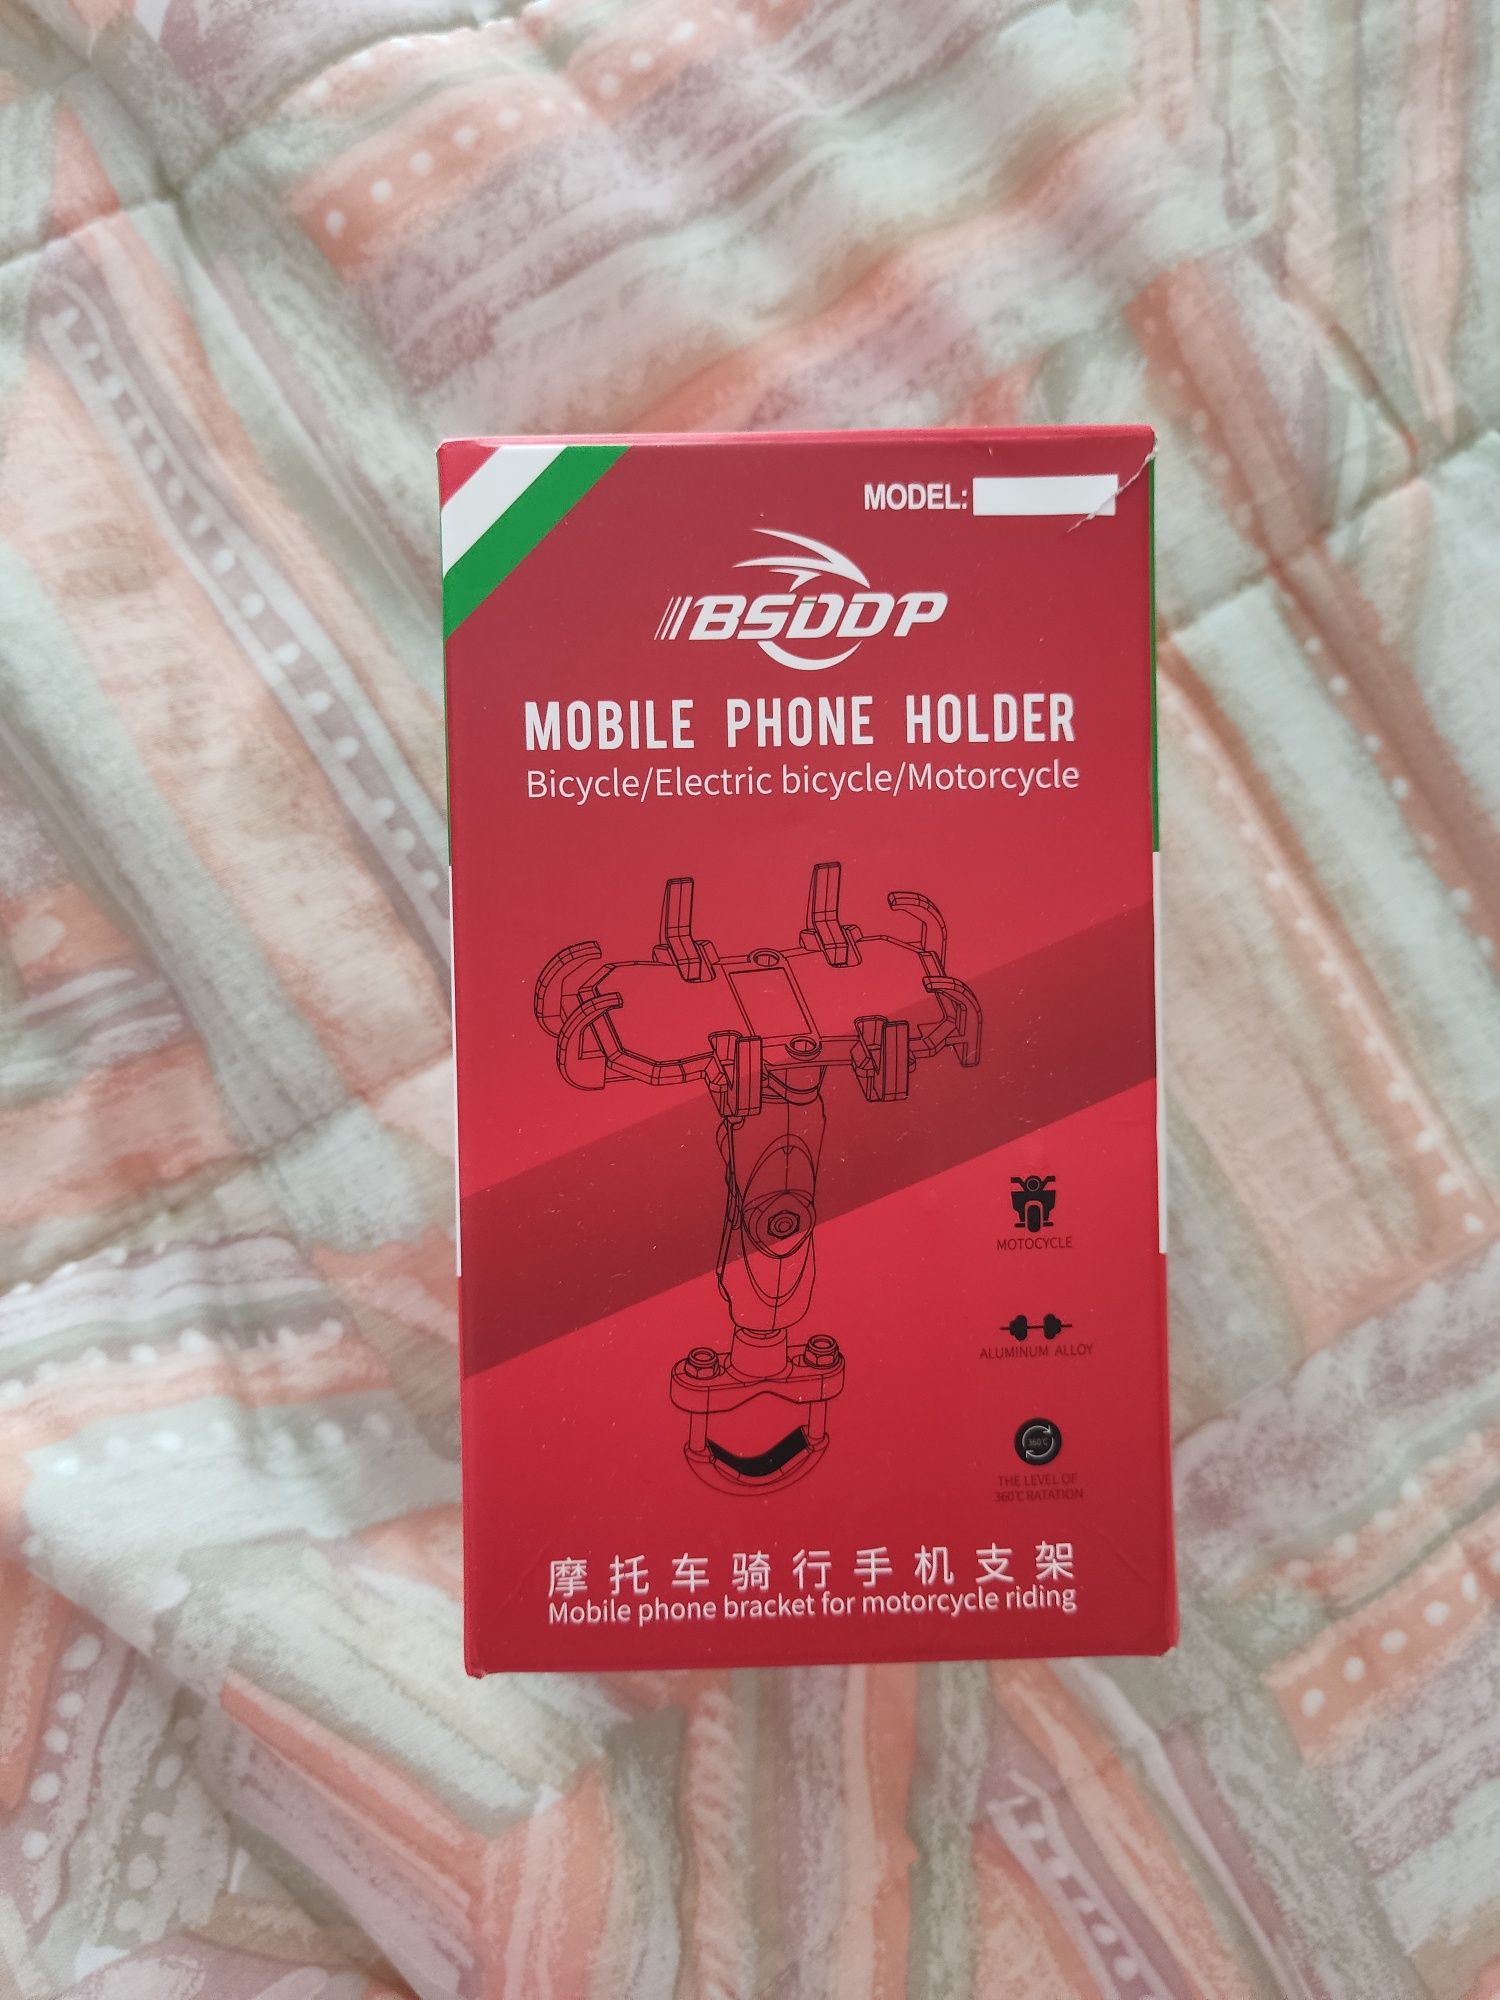 MODEL:
BSDDP
MOBILE PHONE HOLDER
Bicycle/Electric bicycle/Motorcycle
MOTOCYCLE
ALUMINUM ALLOY
360℃
THE LEVEL OF
360℃ RATATION
摩托车骑行手机支架
Mobile phone bracket for motorcycle riding